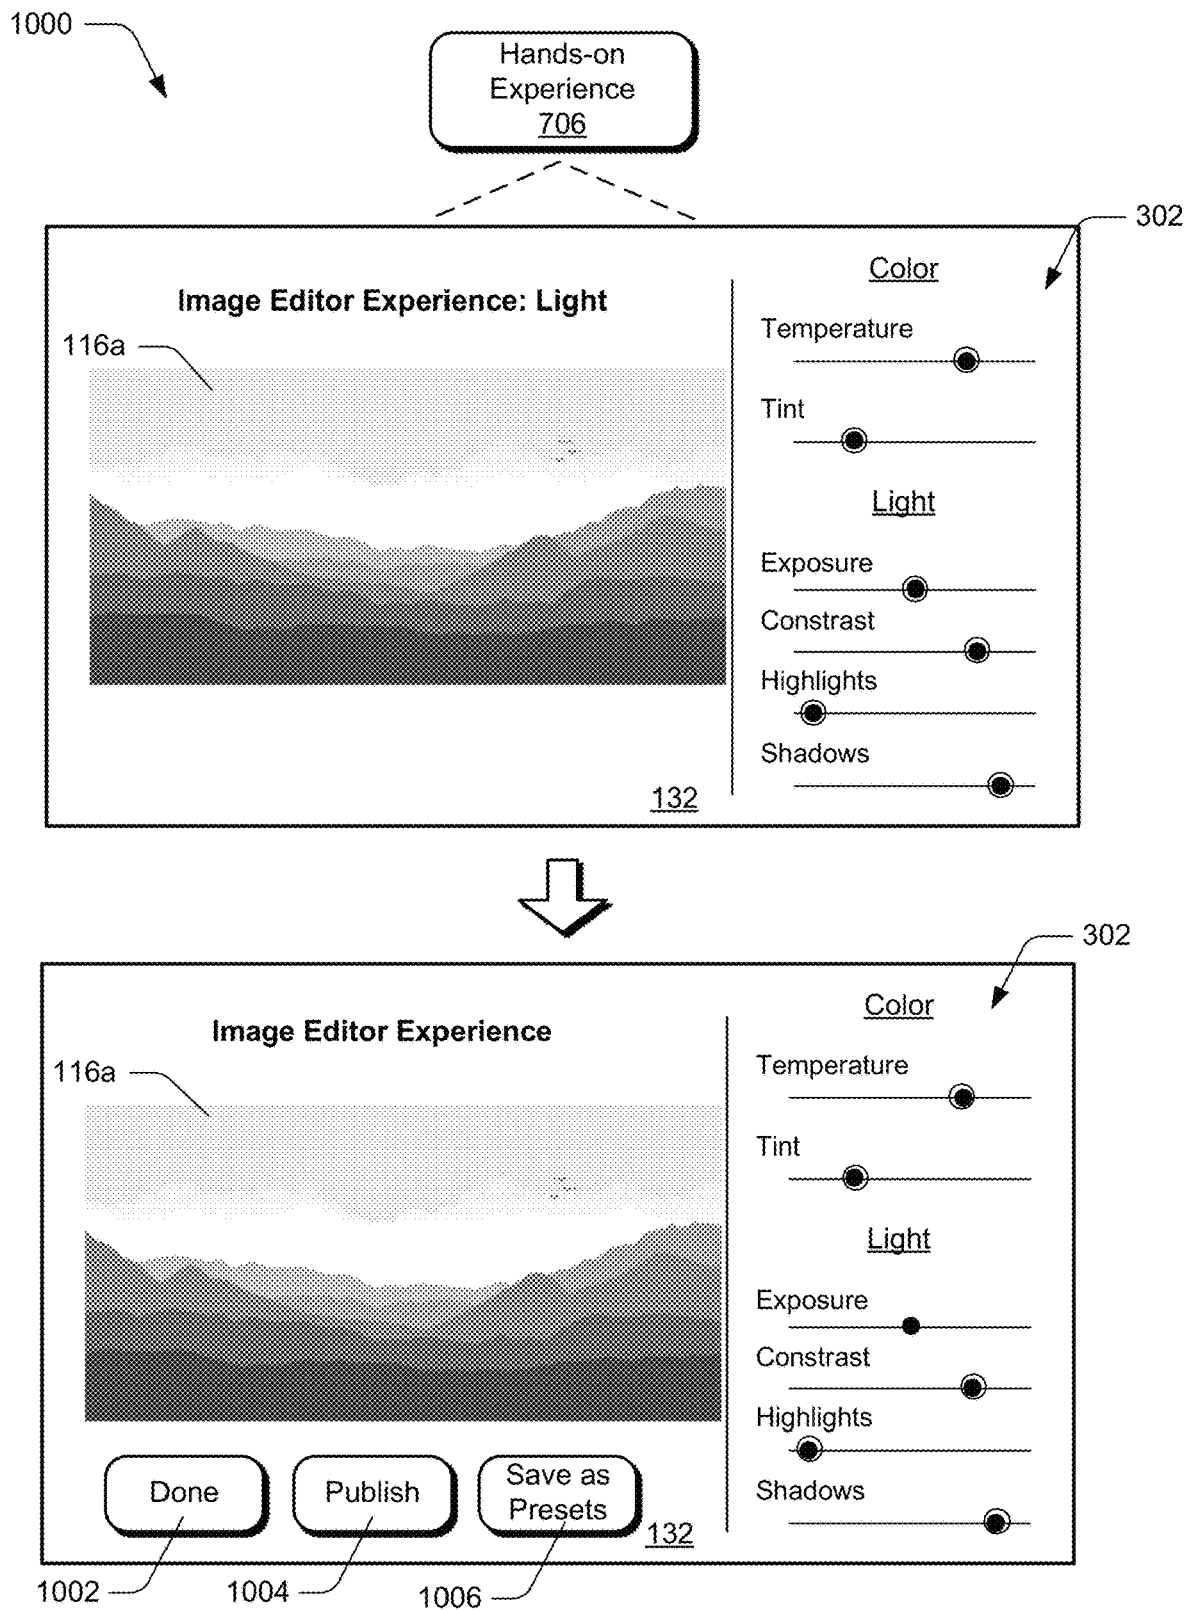 1000
Hands-on
Experience
706
302
Color
Image Editor Experience: Light
Temperature
116a
Tint
Light
Exposure
Constrast
Highlights
Shadows
132
302
Color
Image Editor Experience
Temperature
116a
Tint
Light
Exposure
Constrast
Highlights
Shadows
Done
Publish
Save as
Presets
132
1002
1004
1006